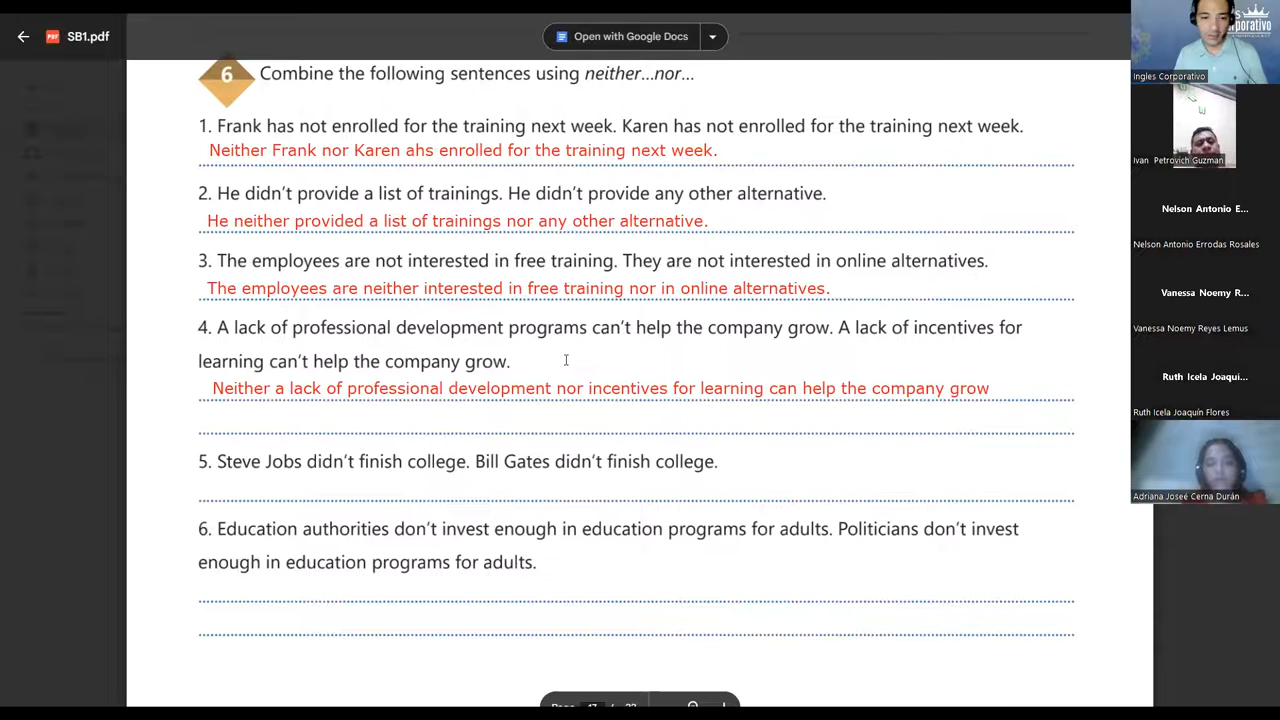 SB1.pdf
Open with Google Docs
6 Combine the following sentences using neither...nor...
1. Frank has not enrolled for the training next week. Karen has not enrolled for the training next week.
Neither Frank nor Karen ahs enrolled for the training next week.
2. He didn't provide a list of trainings. He didn't provide any other alternative.
He neither provided a list of trainings nor any other alternative.
3. The employees are not interested in free training. They are not interested in online alternatives.
The employees are neither interested in free training nor in online alternatives.
4. A lack of professional development programs can't help the company grow. A lack of incentives for
learning can't help the company grow.
Neither a lack of professional development nor incentives for learning can help the company grow
5. Steve Jobs didn't finish college. Bill Gates didn't finish college.
6. Education authorities don't invest enough in education programs for adults. Politicians don't invest
enough in education programs for adults.
Ingles Corporativo
Ivan Petrovich Guzman
Nelson Antonio E...
Nelson Antonio Errodas Rosales
Vanessa Noemy R...
Vanessa Noemy Reyes Lemus
Ruth Icela Joaqui...
Ruth Icela Joaquín Flores
Adriana Joseé Cerna Durán